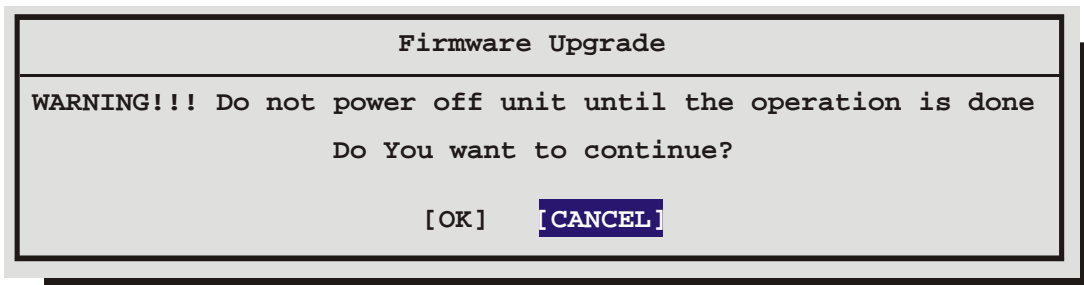 Firmware Upgrade
WARNING!!! Do not power off unit until the operation is done
Do You want to continue?
[OK] [CANCEL]